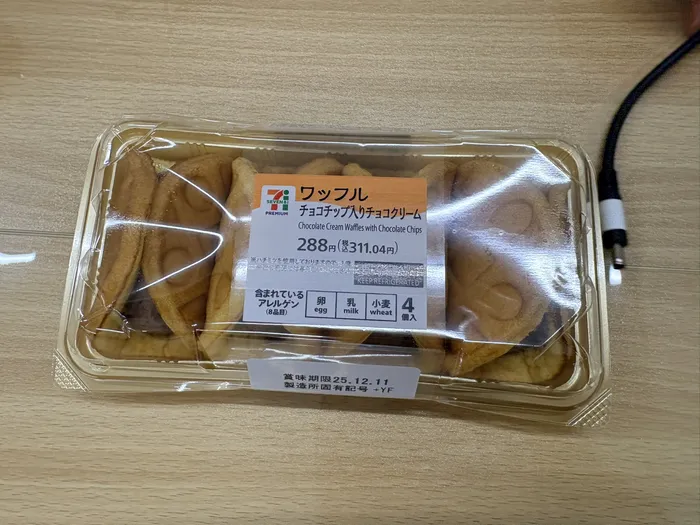 7i
SEVEN&i
PREMIUM
ワッフル
チョコチップ入りチョコクリーム
Chocolate Cream Waffles with Chocolate Chips
288円(税込311.04円)
KEEP REFRIGERATED
含まれている
アレルゲン
(8品目)
卵
egg
乳
milk
小麦
wheat
4
個入
賞味期限25.12.11
製造所固有記号 +YF